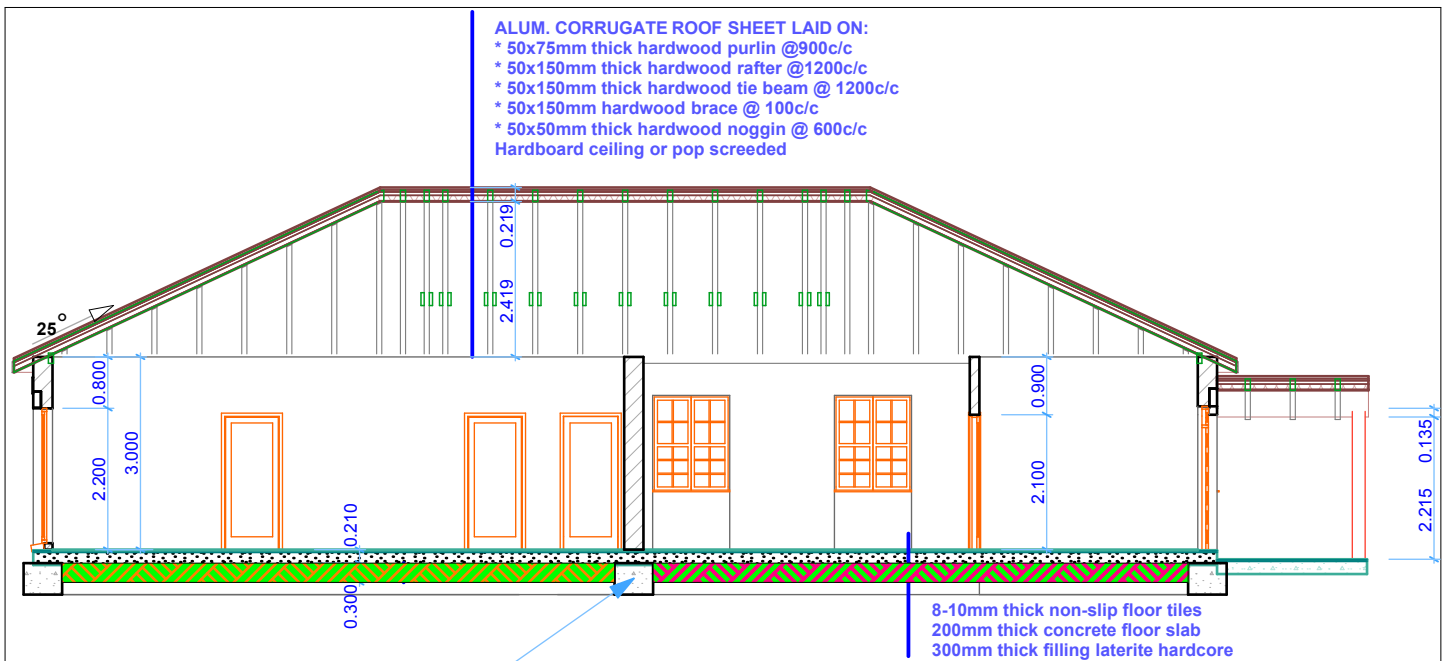 ALUM. CORRUGATE ROOF SHEET LAID ON:
* 50x75mm thick hardwood purlin @900c/c
* 50x150mm thick hardwood rafter @1200c/c
* 50x150mm thick hardwood tie beam @ 1200c/c
* 50x150mm hardwood brace @ 100c/c
* 50x50mm thick hardwood noggin @ 600c/c
Hardboard ceiling or pop screeded
0.219
2.419
25°
0.800
3.000
2.200
0.900
2.100
0.135
2.215
0.210
0.300
8-10mm thick non-slip floor tiles
200mm thick concrete floor slab
300mm thick filling laterite hardcore